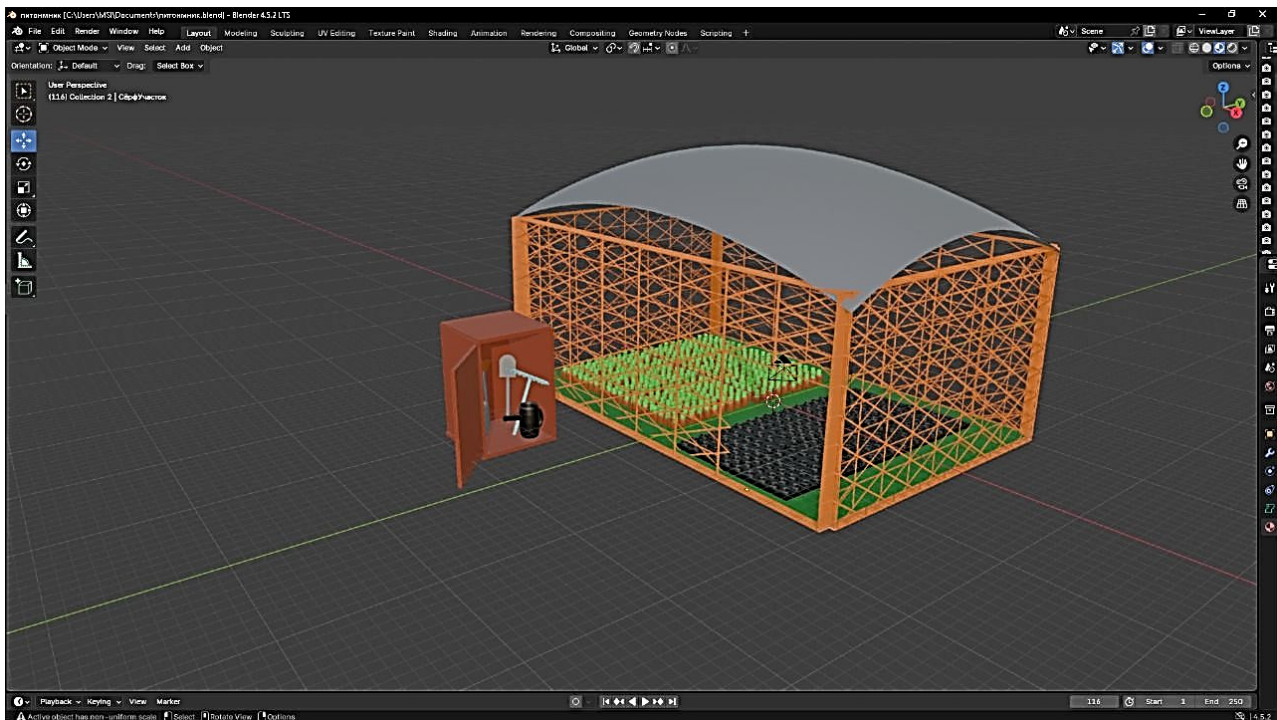 питонмник [C:\Users\MSI\Documents\питонмник.blend] - Blender 4.5.2 LTS
File Edit Render Window Help Layout Modeling Sculpting UV Editing Texture Paint Shading Animation Rendering Compositing Geometry Nodes Scripting + Scene ViewLayer
Object Mode View Select Add Object Global
Orientation: Default Drag: Select Box Options
User Perspective
(116) Collection 2 | СёрфУчасток
Z
Y
X
Playback Keying View Marker 116 Start 1 End 250
Active object has non-uniform scale Select Rotate View Options 4.5.2